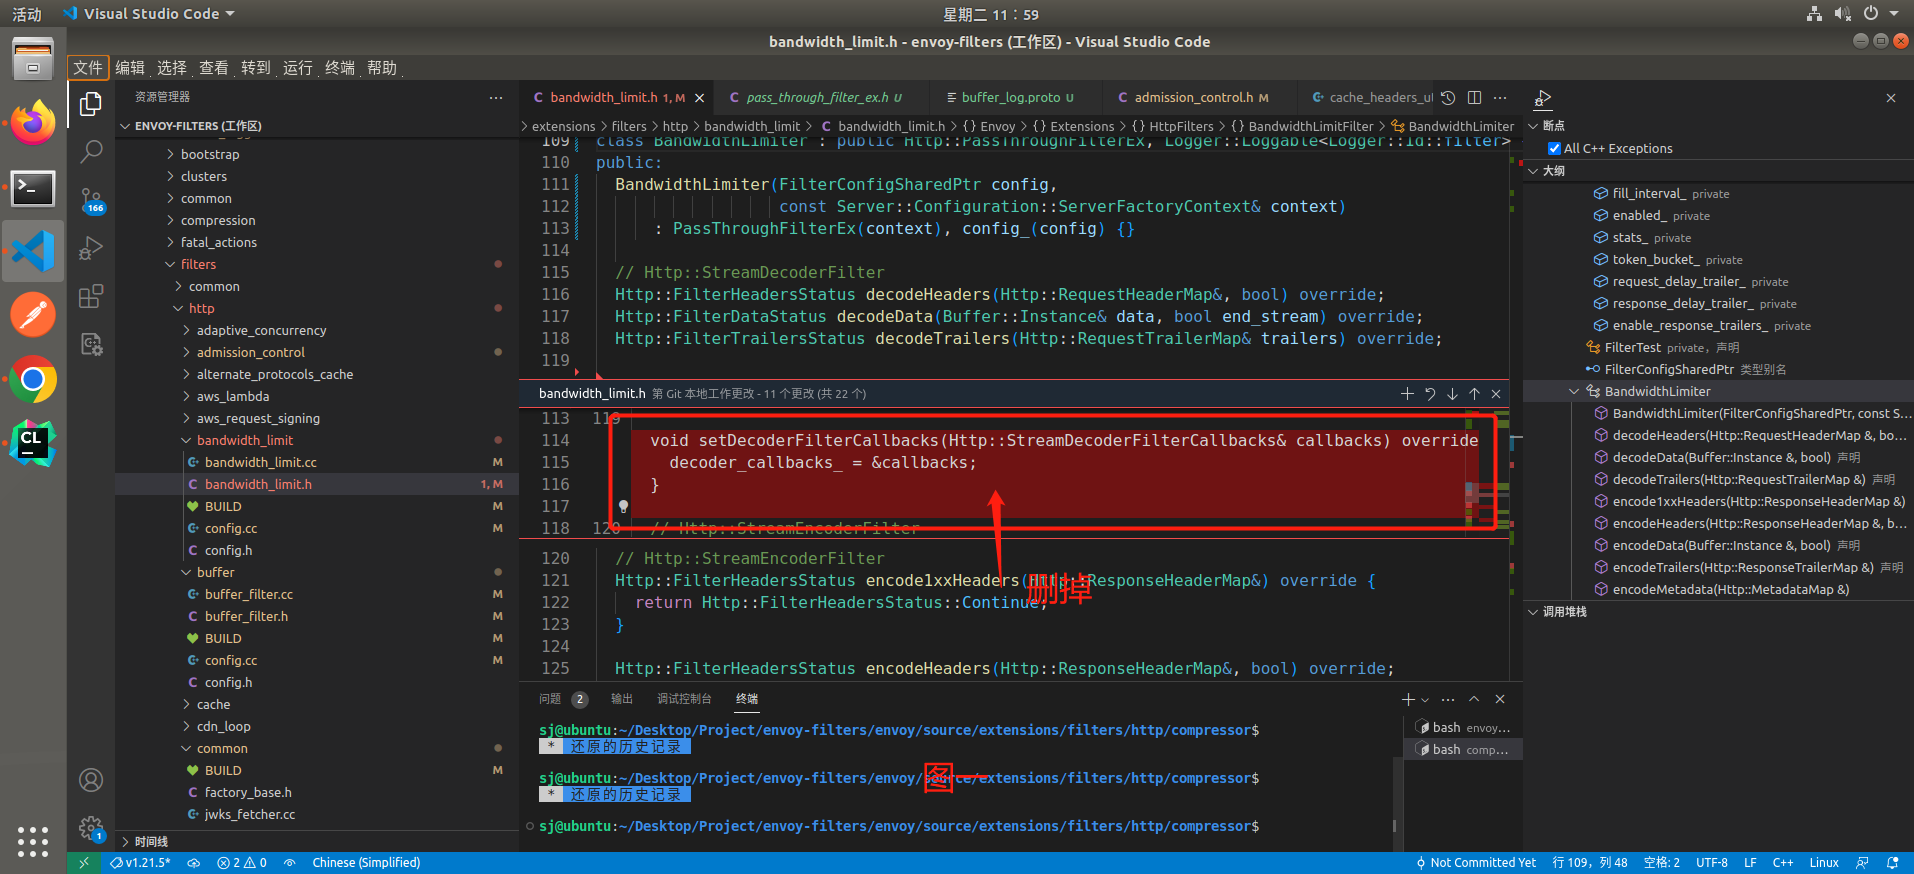 活动
Visual Studio Code
星期二 11：59
bandwidth_limit.h - envoy-filters (工作区) - Visual Studio Code
文件 编辑 选择 查看 转到 运行 终端 帮助
资源管理器
ENVOY-FILTERS (工作区)
bootstrap
clusters
common
compression
fatal_actions
filters
common
http
adaptive_concurrency
admission_control
alternate_protocols_cache
aws_lambda
aws_request_signing
bandwidth_limit
bandwidth_limit.cc M
bandwidth_limit.h 1, M
BUILD M
config.cc M
config.h
buffer
buffer_filter.cc M
buffer_filter.h M
BUILD M
config.cc M
config.h
cache
cdn_loop
common
BUILD M
factory_base.h
jwks_fetcher.cc
时间线
166
1
bandwidth_limit.h 1, M
pass_through_filter_ex.h U
buffer_log.proto U
admission_control.h M
cache_headers_u
extensions > filters > http > bandwidth_limit > C bandwidth_limit.h > {} Envoy > {} Extensions > {} HttpFilters > {} BandwidthLimitFilter > BandwidthLimiter
109 class BandwidthLimiter : public Http::PassThroughFilterEx, Logger::Loggable<Logger::Id::filter>
110 public:
111 BandwidthLimiter(FilterConfigSharedPtr config,
112 const Server::Configuration::ServerFactoryContext& context)
113 : PassThroughFilterEx(context), config_(config) {}
114
115 // Http::StreamDecoderFilter
116 Http::FilterHeadersStatus decodeHeaders(Http::RequestHeaderMap&, bool) override;
117 Http::FilterDataStatus decodeData(Buffer::Instance& data, bool end_stream) override;
118 Http::FilterTrailersStatus decodeTrailers(Http::RequestTrailerMap& trailers) override;
119
bandwidth_limit.h 第 Git 本地工作更改 - 11 个更改 (共 22 个)
113 119
114 void setDecoderFilterCallbacks(Http::StreamDecoderFilterCallbacks& callbacks) override
115 decoder_callbacks_ = &callbacks;
116 }
117
118 120 // Http::StreamEncoderFilter
删掉
120 // Http::StreamEncoderFilter
121 Http::FilterHeadersStatus encode1xxHeaders(Http::ResponseHeaderMap&) override {
122 return Http::FilterHeadersStatus::Continue;
123 }
124
125 Http::FilterHeadersStatus encodeHeaders(Http::ResponseHeaderMap&, bool) override;
问题 2 输出 调试控制台 终端
sj@ubuntu:~/Desktop/Project/envoy-filters/envoy/source/extensions/filters/http/compressor$
* 还原的历史记录
sj@ubuntu:~/Desktop/Project/envoy-filters/envoy/source/extensions/filters/http/compressor$
* 还原的历史记录
图一
sj@ubuntu:~/Desktop/Project/envoy-filters/envoy/source/extensions/filters/http/compressor$
bash envoy...
bash comp...
断点
All C++ Exceptions
大纲
fill_interval_ private
enabled_ private
stats_ private
token_bucket_ private
request_delay_trailer_ private
response_delay_trailer_ private
enable_response_trailers_ private
FilterTest private，声明
FilterConfigSharedPtr 类型别名
BandwidthLimiter
BandwidthLimiter(FilterConfigSharedPtr, const S...
decodeHeaders(Http::RequestHeaderMap &, bo...
decodeData(Buffer::Instance &, bool) 声明
decodeTrailers(Http::RequestTrailerMap &) 声明
encode1xxHeaders(Http::ResponseHeaderMap &)
encodeHeaders(Http::ResponseHeaderMap &, b...
encodeData(Buffer::Instance &, bool) 声明
encodeTrailers(Http::ResponseTrailerMap &) 声明
encodeMetadata(Http::MetadataMap &)
调用堆栈
v1.21.5* 2 0 Chinese (Simplified)
Not Committed Yet 行 109，列 48 空格: 2 UTF-8 LF C++ Linux